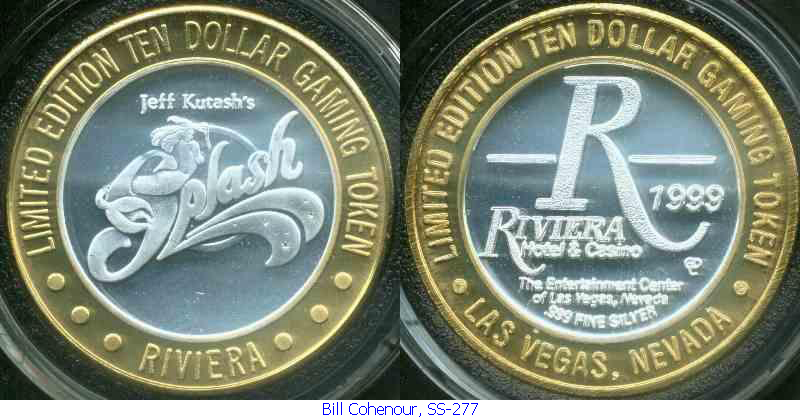 LIMITED EDITION TEN DOLLAR GAMING TOKEN
Jeff Kutash's
Splash
RIVIERA
LIMITED EDITION TEN DOLLAR GAMING TOKEN
R
1999
RIVIERA
Hotel & Casino
The Entertainment Center
of Las Vegas, Nevada
.999 FINE SILVER
LAS VEGAS, NEVADA
Bill Cohenour, SS-277